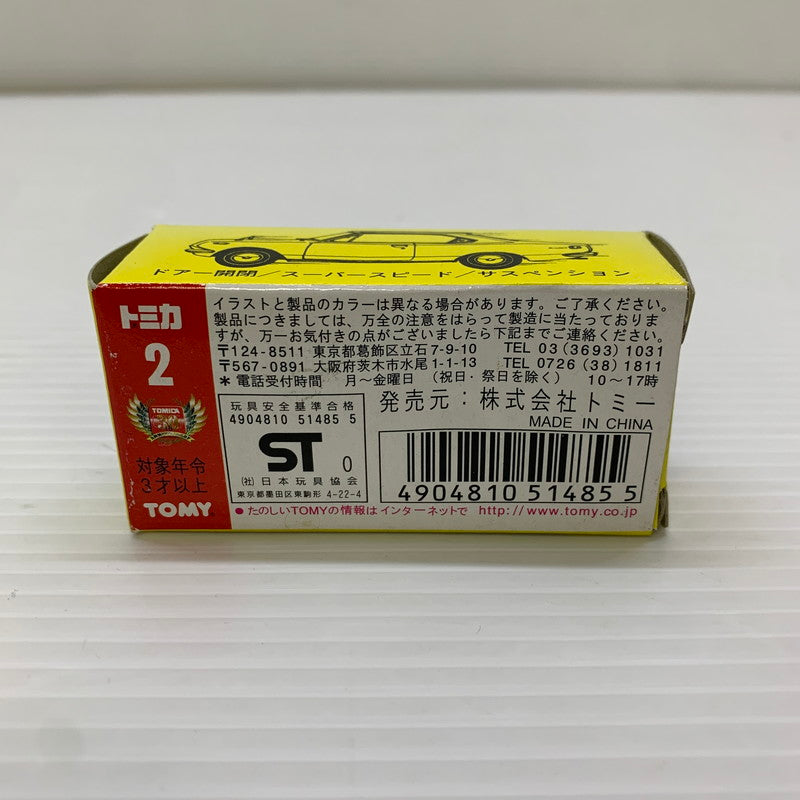 ドアー開閉/スーパースピード/サスペンション
トミカ
2
TOMICA
対象年令
3才以上
TOMY
イラストと製品のカラーは異なる場合があります。ご了承ください。
製品につきましては、万全の注意をはらって製造に当たっておりま
すが、万一お気付きの点がございましたら下記までご連絡ください。
〒124-8511 東京都葛飾区立石7-9-10 TEL 03(3693)1031
〒567-0891 大阪府茨木市水尾1-1-13 TEL 0726(38)1811
＊電話受付時間 月〜金曜日 (祝日・祭日を除く) 10〜17時
玩具安全基準合格
4904810 51485 5
ST 0
(社)日本玩具協会
東京都墨田区東駒形 4-22-4
発売元：株式会社トミー
MADE IN CHINA
4904810 514855
●たのしいTOMYの情報はインターネットで http://www.tomy.co.jp